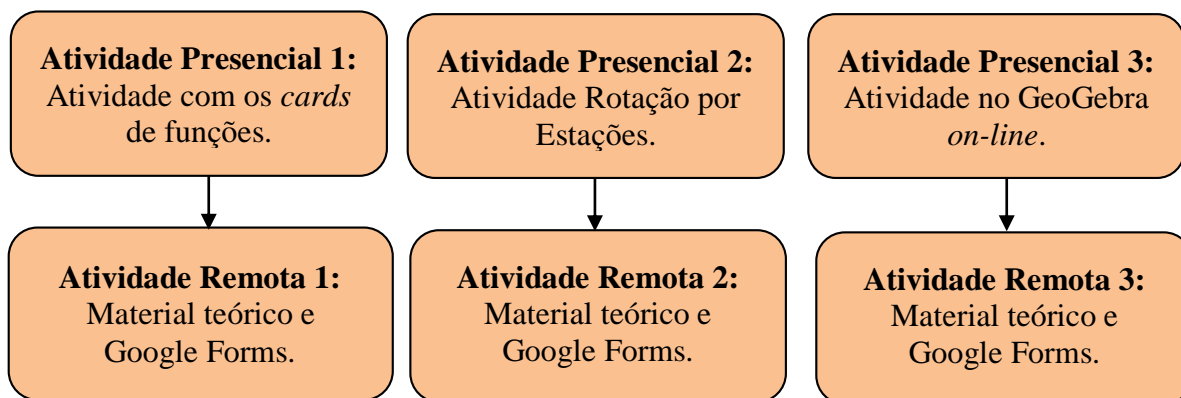 Atividade Presencial 1:
Atividade com os cards
de funções.
Atividade Presencial 2:
Atividade Rotação por
Estações.
Atividade Presencial 3:
Atividade no GeoGebra
on-line.
Atividade Remota 1:
Material teórico e
Google Forms.
Atividade Remota 2:
Material teórico e
Google Forms.
Atividade Remota 3:
Material teórico e
Google Forms.